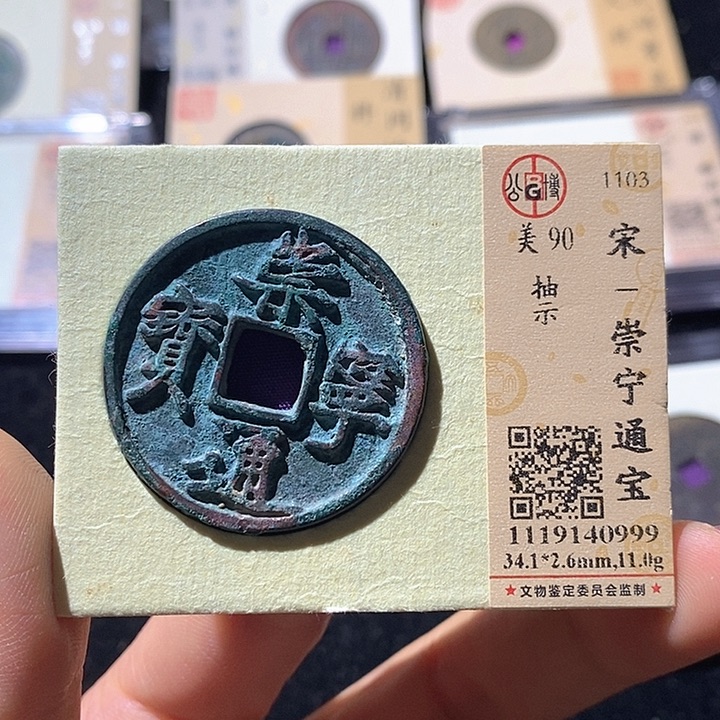 崇
寧
通
寶
公博
1103
美 90
抽示
宋一崇宁通宝
1119140999
34.1*2.6mm,11.0g
★文物鉴定委员会监制★